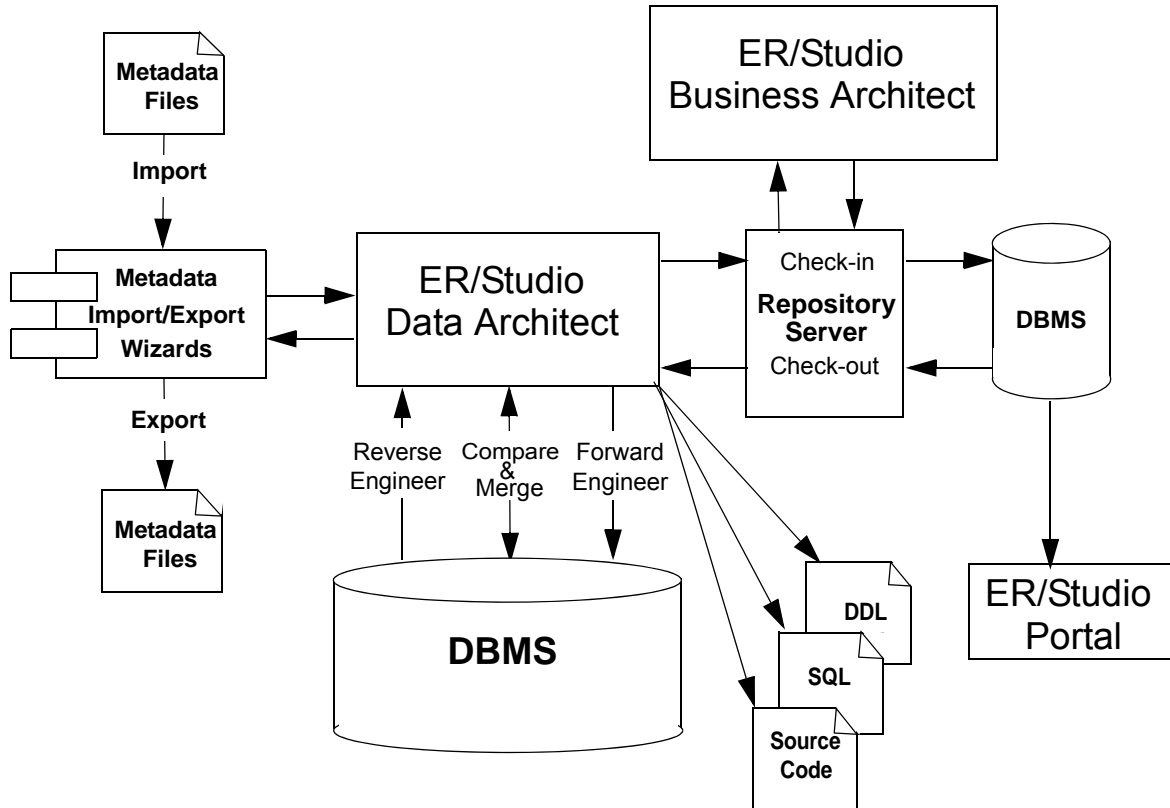 Metadata
Files
Import
Metadata
Import/Export
Wizards
Export
Metadata
Files
ER/Studio
Data Architect
Reverse
Engineer
Compare
&
Merge
Forward
Engineer
DBMS
ER/Studio
Business Architect
Check-in
Repository
Server
Check-out
DBMS
ER/Studio
Portal
DDL
SQL
Source
Code